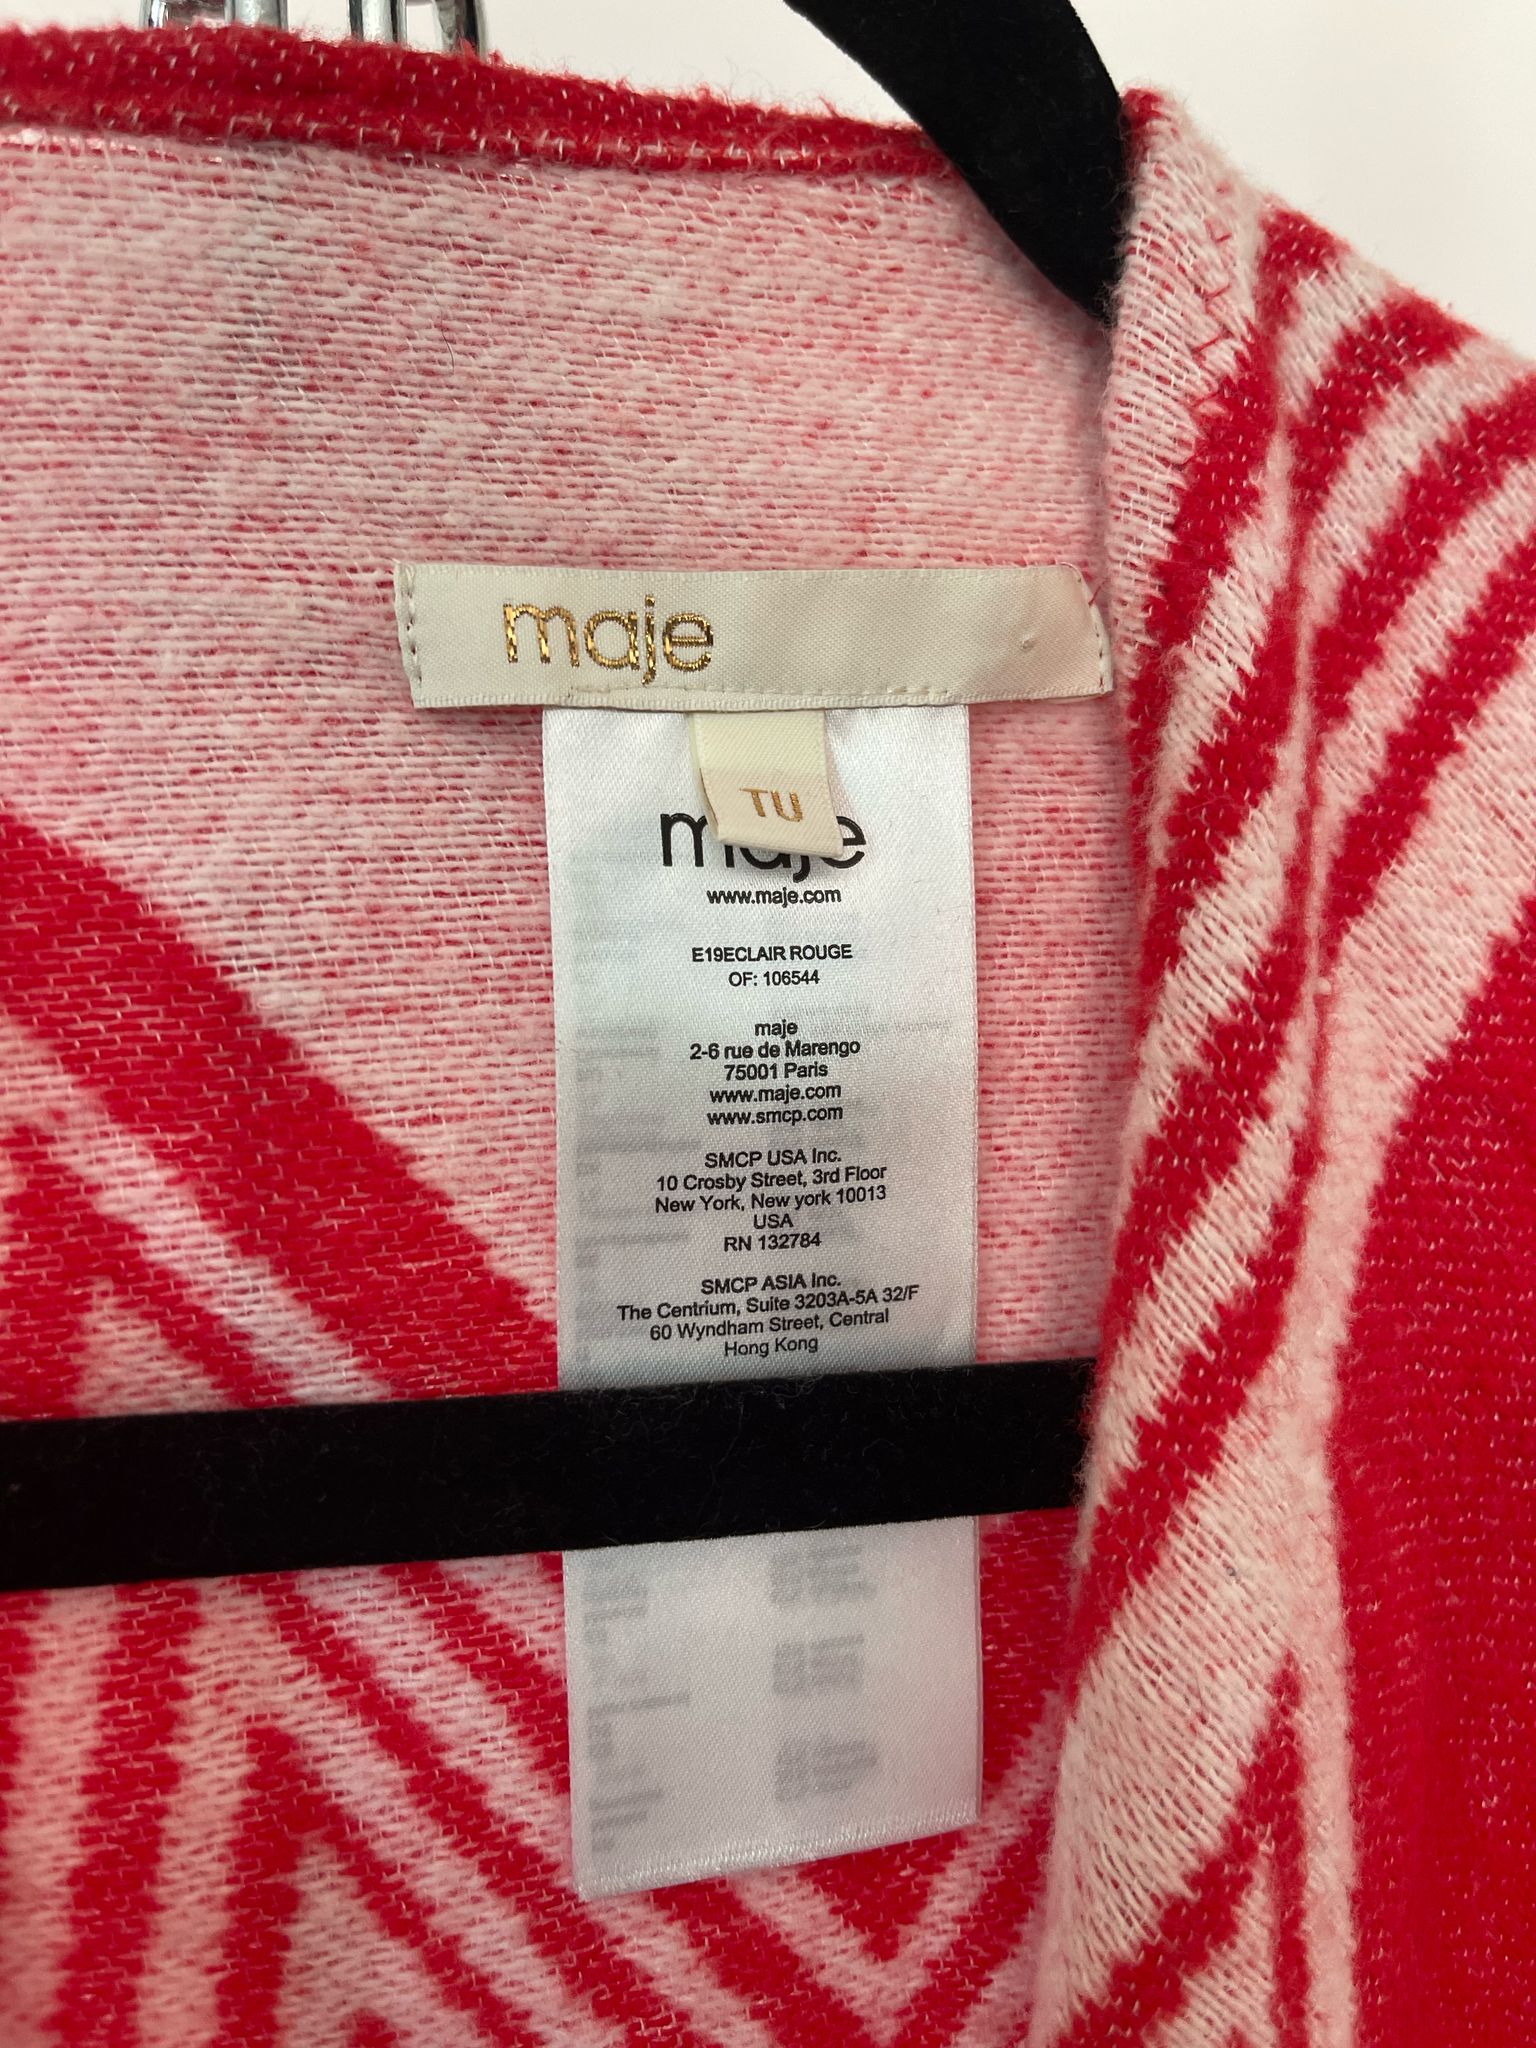 maje
TU
maje
www.maje.com
E19ECLAIR ROUGE
OF: 106544
maje
2-6 rue de Marengo
75001 Paris
www.maje.com
www.smcp.com
SMCP USA Inc.
10 Crosby Street, 3rd Floor
New York, New york 10013
USA
RN 132784
SMCP ASIA Inc.
The Centrium, Suite 3203A-5A 32/F
60 Wyndham Street, Central
Hong Kong